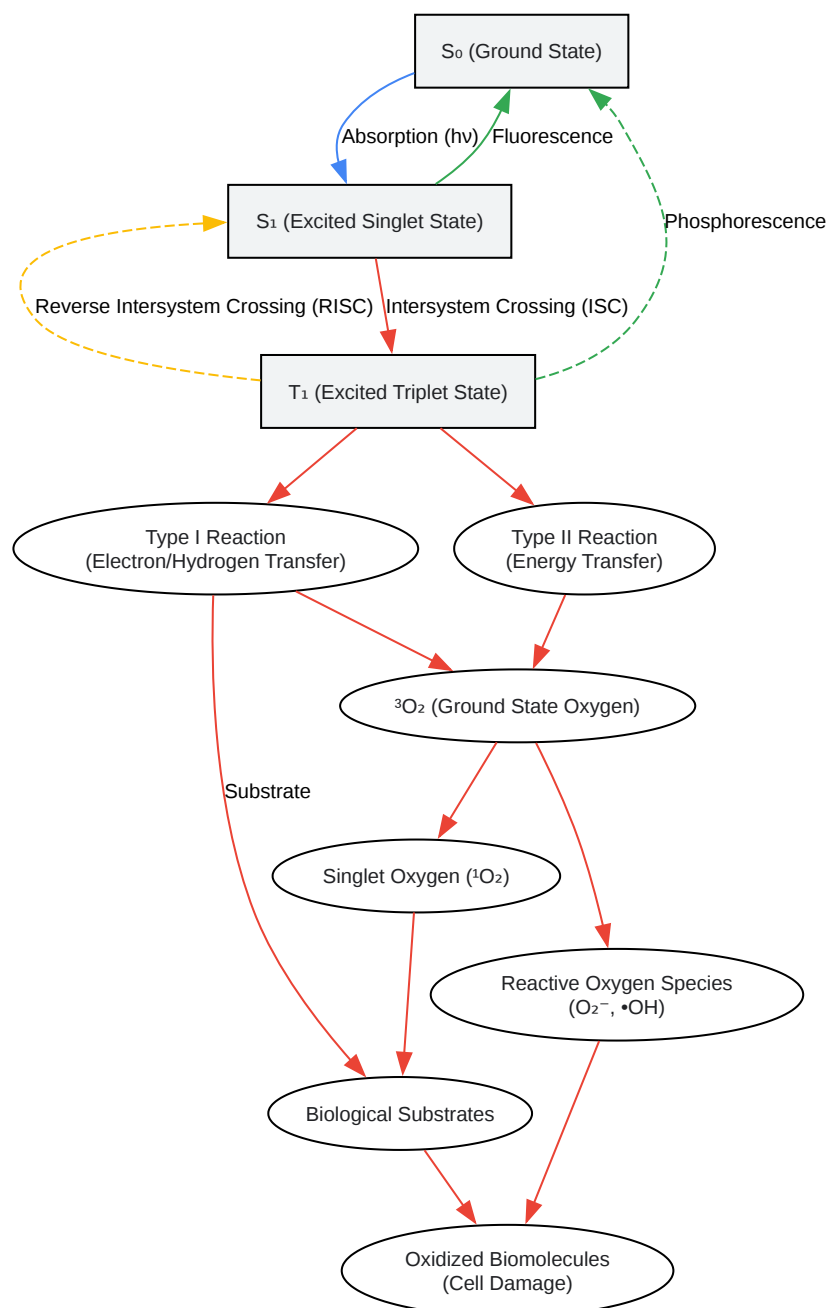 S₀ (Ground State)
Absorption (hν)
Fluorescence
S₁ (Excited Singlet State)
Phosphorescence
Reverse Intersystem Crossing (RISC)
Intersystem Crossing (ISC)
T₁ (Excited Triplet State)
Type I Reaction
(Electron/Hydrogen Transfer)
Type II Reaction
(Energy Transfer)
³O₂ (Ground State Oxygen)
Substrate
Singlet Oxygen (¹O₂)
Reactive Oxygen Species
(O₂⁻, •OH)
Biological Substrates
Oxidized Biomolecules
(Cell Damage)